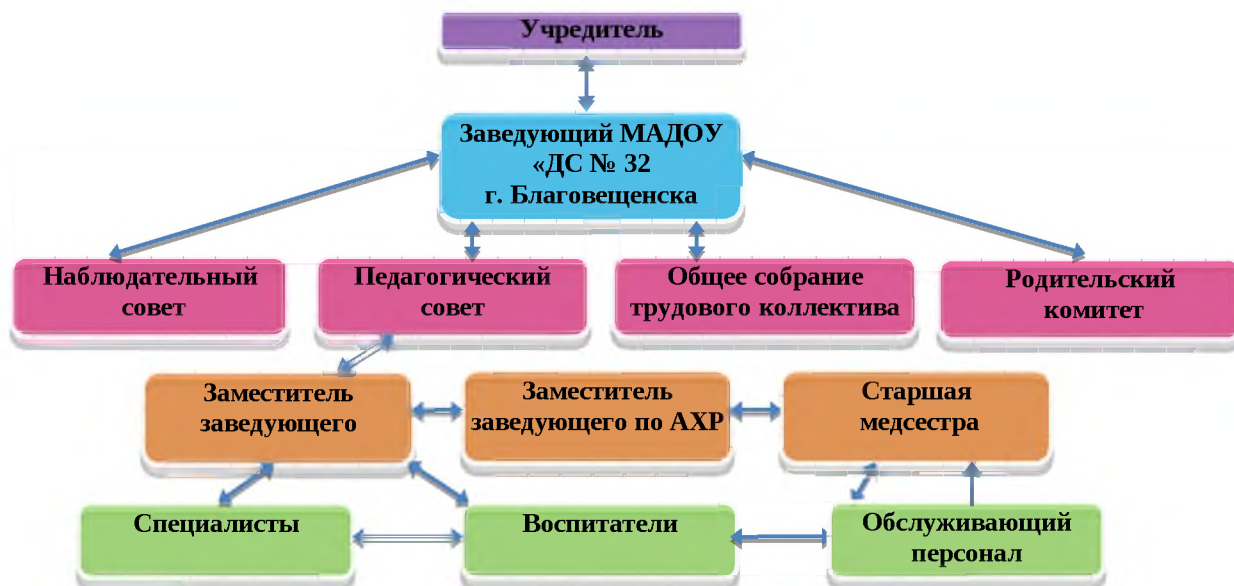 Учредитель
Заведующий МАДОУ
«ДС № 32
г. Благовещенска
Наблюдательный
совет
Педагогический
совет
Общее собрание
трудового коллектива
Родительский
комитет
Заместитель
заведующего
Заместитель
заведующего по АХР
Старшая
медсестра
Специалисты
Воспитатели
Обслуживающий
персонал